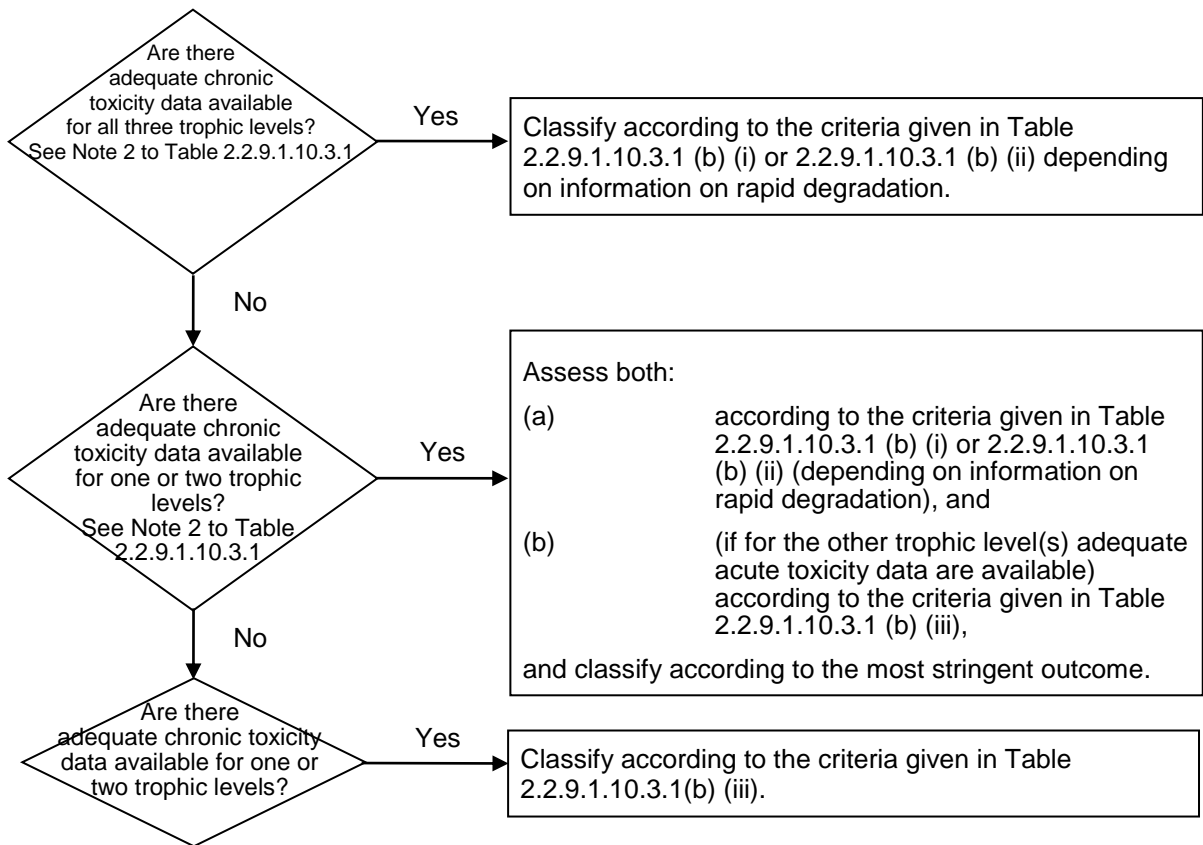 Are there
adequate chronic
toxicity data available
for all three trophic levels?
See Note 2 to Table 2.2.9.1.10.3.1
Yes
Classify according to the criteria given in Table
2.2.9.1.10.3.1 (b) (i) or 2.2.9.1.10.3.1 (b) (ii) depending
on information on rapid degradation.
No
Are there
adequate chronic
toxicity data available
for one or two trophic
levels?
See Note 2 to Table
2.2.9.1.10.3.1
Yes
Assess both:
(a) according to the criteria given in Table
2.2.9.1.10.3.1 (b) (i) or 2.2.9.1.10.3.1
(b) (ii) (depending on information on
rapid degradation), and
(b) (if for the other trophic level(s) adequate
acute toxicity data are available)
according to the criteria given in Table
2.2.9.1.10.3.1 (b) (iii),
and classify according to the most stringent outcome.
No
Are there
adequate chronic toxicity
data available for one or
two trophic levels?
Yes
Classify according to the criteria given in Table
2.2.9.1.10.3.1(b) (iii).